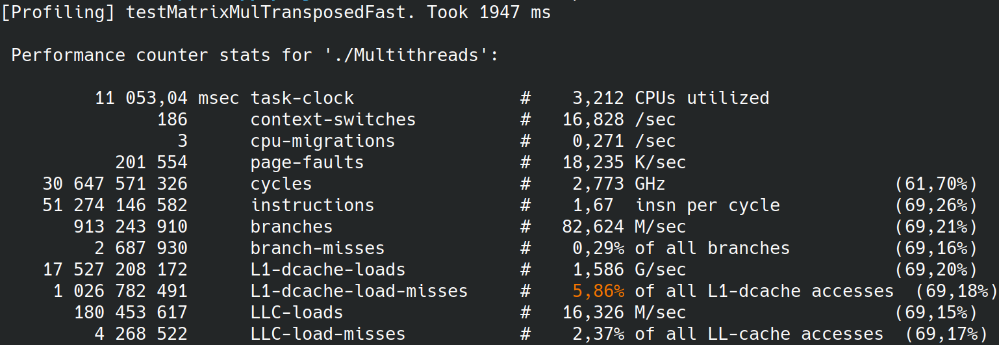 [Profiling] testMatrixMulTransposedFast. Took 1947 ms
Performance counter stats for './Multithreads':
11 053,04 msec task-clock # 3,212 CPUs utilized
186 context-switches # 16,828 /sec
3 cpu-migrations # 0,271 /sec
201 554 page-faults # 18,235 K/sec
30 647 571 326 cycles # 2,773 GHz (61,70%)
51 274 146 582 instructions # 1,67 insn per cycle (69,26%)
913 243 910 branches # 82,624 M/sec (69,21%)
2 687 930 branch-misses # 0,29% of all branches (69,16%)
17 527 208 172 L1-dcache-loads # 1,586 G/sec (69,20%)
1 026 782 491 L1-dcache-load-misses # 5,86% of all L1-dcache accesses (69,18%)
180 453 617 LLC-loads # 16,326 M/sec (69,15%)
4 268 522 LLC-load-misses # 2,37% of all LL-cache accesses (69,17%)